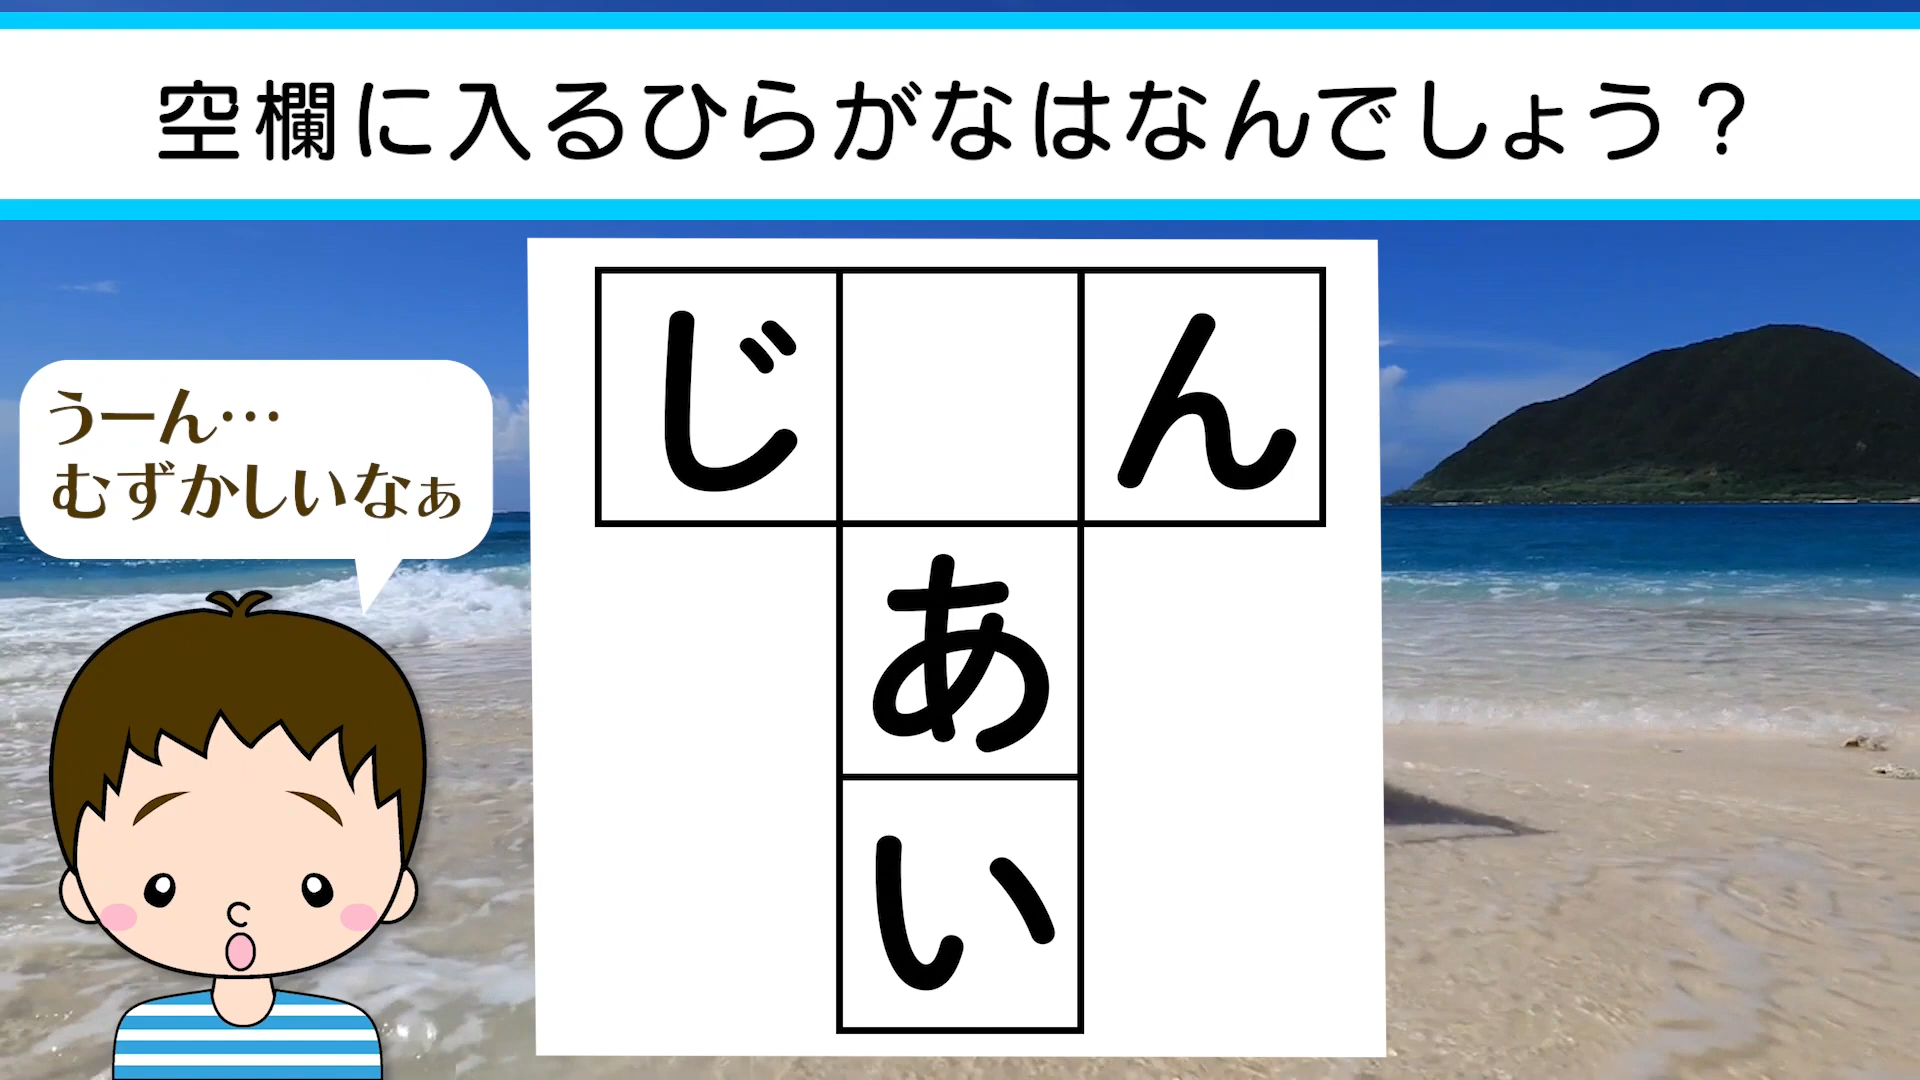 空欄に入るひらがなはなんでしょう？
うーん…
むずかしいなぁ
じ ん
あ
い